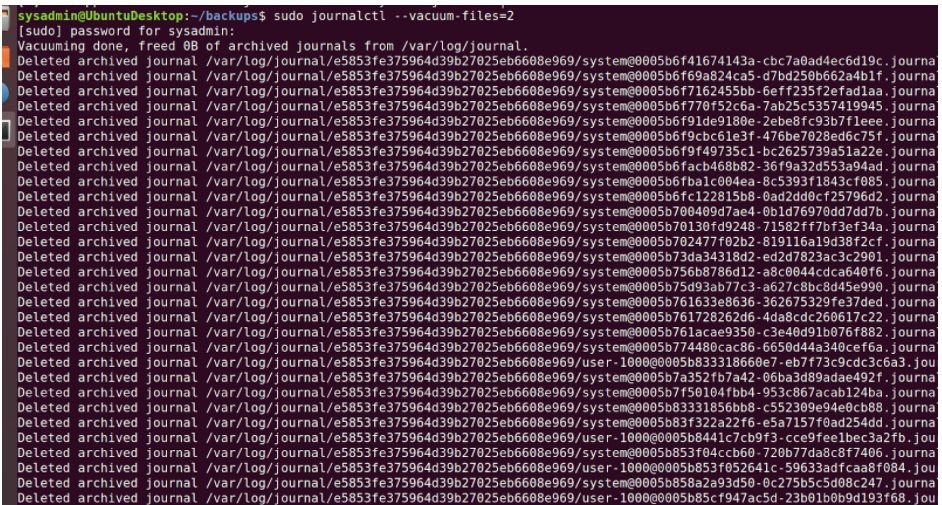 sysadmin@UbuntuDesktop:~/backups$ sudo journalctl --vacuum-files=2
[sudo] password for sysadmin:
Vacuuming done, freed 0B of archived journals from /var/log/journal.
Deleted archived journal /var/log/journal/e5853fe375964d39b27025eb6608e969/system@0005b6f41674143a-cbc7a0ad4ec6d19c.journa
Deleted archived journal /var/log/journal/e5853fe375964d39b27025eb6608e969/system@0005b6f69a824ca5-d7bd250b662a4b1f.journa
Deleted archived journal /var/log/journal/e5853fe375964d39b27025eb6608e969/system@0005b6f7162455bb-6eff235f2efad1aa.journa
Deleted archived journal /var/log/journal/e5853fe375964d39b27025eb6608e969/system@0005b6f770f52c6a-7ab25c5357419945.journa
Deleted archived journal /var/log/journal/e5853fe375964d39b27025eb6608e969/system@0005b6f91de9180e-2ebe8fc93b7f1eee.journa
Deleted archived journal /var/log/journal/e5853fe375964d39b27025eb6608e969/system@0005b6f9cbc61e3f-476be7028ed6c75f.journa
Deleted archived journal /var/log/journal/e5853fe375964d39b27025eb6608e969/system@0005b6f9f49735c1-bc2625739a51a22e.journa
Deleted archived journal /var/log/journal/e5853fe375964d39b27025eb6608e969/system@0005b6facb468b82-36f9a32d553a94ad.journa
Deleted archived journal /var/log/journal/e5853fe375964d39b27025eb6608e969/system@0005b6fba1c004ea-8c5393f1843cf085.journa
Deleted archived journal /var/log/journal/e5853fe375964d39b27025eb6608e969/system@0005b6fc122815b8-0ad2dd0cf25796d2.journa
Deleted archived journal /var/log/journal/e5853fe375964d39b27025eb6608e969/system@0005b700409d7ae4-0b1d76970dd7dd7b.journa
Deleted archived journal /var/log/journal/e5853fe375964d39b27025eb6608e969/system@0005b70130fd9248-71582ff7bf3ef34a.journa
Deleted archived journal /var/log/journal/e5853fe375964d39b27025eb6608e969/system@0005b702477f02b2-819116a19d38f2cf.journa
Deleted archived journal /var/log/journal/e5853fe375964d39b27025eb6608e969/system@0005b73da34318d2-ed2d7823ac3c2901.journa
Deleted archived journal /var/log/journal/e5853fe375964d39b27025eb6608e969/system@0005b756b8786d12-a8c0044cdca640f6.journa
Deleted archived journal /var/log/journal/e5853fe375964d39b27025eb6608e969/system@0005b75d93ab77c3-a627c8bc8d45e990.journa
Deleted archived journal /var/log/journal/e5853fe375964d39b27025eb6608e969/system@0005b761633e8636-362675329fe37ded.journa
Deleted archived journal /var/log/journal/e5853fe375964d39b27025eb6608e969/system@0005b761728262d6-4da8cdc260617c22.journa
Deleted archived journal /var/log/journal/e5853fe375964d39b27025eb6608e969/system@0005b761acae9350-c3e40d91b076f882.journa
Deleted archived journal /var/log/journal/e5853fe375964d39b27025eb6608e969/system@0005b774480cac86-6650d44a340cef6a.journa
Deleted archived journal /var/log/journal/e5853fe375964d39b27025eb6608e969/user-1000@0005b833318660e7-eb7f73c9cdc3c6a3.jou
Deleted archived journal /var/log/journal/e5853fe375964d39b27025eb6608e969/system@0005b7a352fb7a42-06ba3d89adae492f.journa
Deleted archived journal /var/log/journal/e5853fe375964d39b27025eb6608e969/system@0005b7f50104fbb4-953c867acab124ba.journa
Deleted archived journal /var/log/journal/e5853fe375964d39b27025eb6608e969/system@0005b83331856bb8-c552309e94e0cb88.journa
Deleted archived journal /var/log/journal/e5853fe375964d39b27025eb6608e969/system@0005b83f322a22f6-e5a7157f0ad254dd.journa
Deleted archived journal /var/log/journal/e5853fe375964d39b27025eb6608e969/user-1000@0005b8441c7cb9f3-cce9fee1bec3a2fb.jou
Deleted archived journal /var/log/journal/e5853fe375964d39b27025eb6608e969/system@0005b853f04ccb60-720b77da8c8f7406.journa
Deleted archived journal /var/log/journal/e5853fe375964d39b27025eb6608e969/user-1000@0005b853f052641c-59633adfcaa8f084.jou
Deleted archived journal /var/log/journal/e5853fe375964d39b27025eb6608e969/system@0005b858a2a93d50-0c275b5c5d08c247.journa
Deleted archived journal /var/log/journal/e5853fe375964d39b27025eb6608e969/user-1000@0005b85cf947ac5d-23b01b0b9d193f68.jou